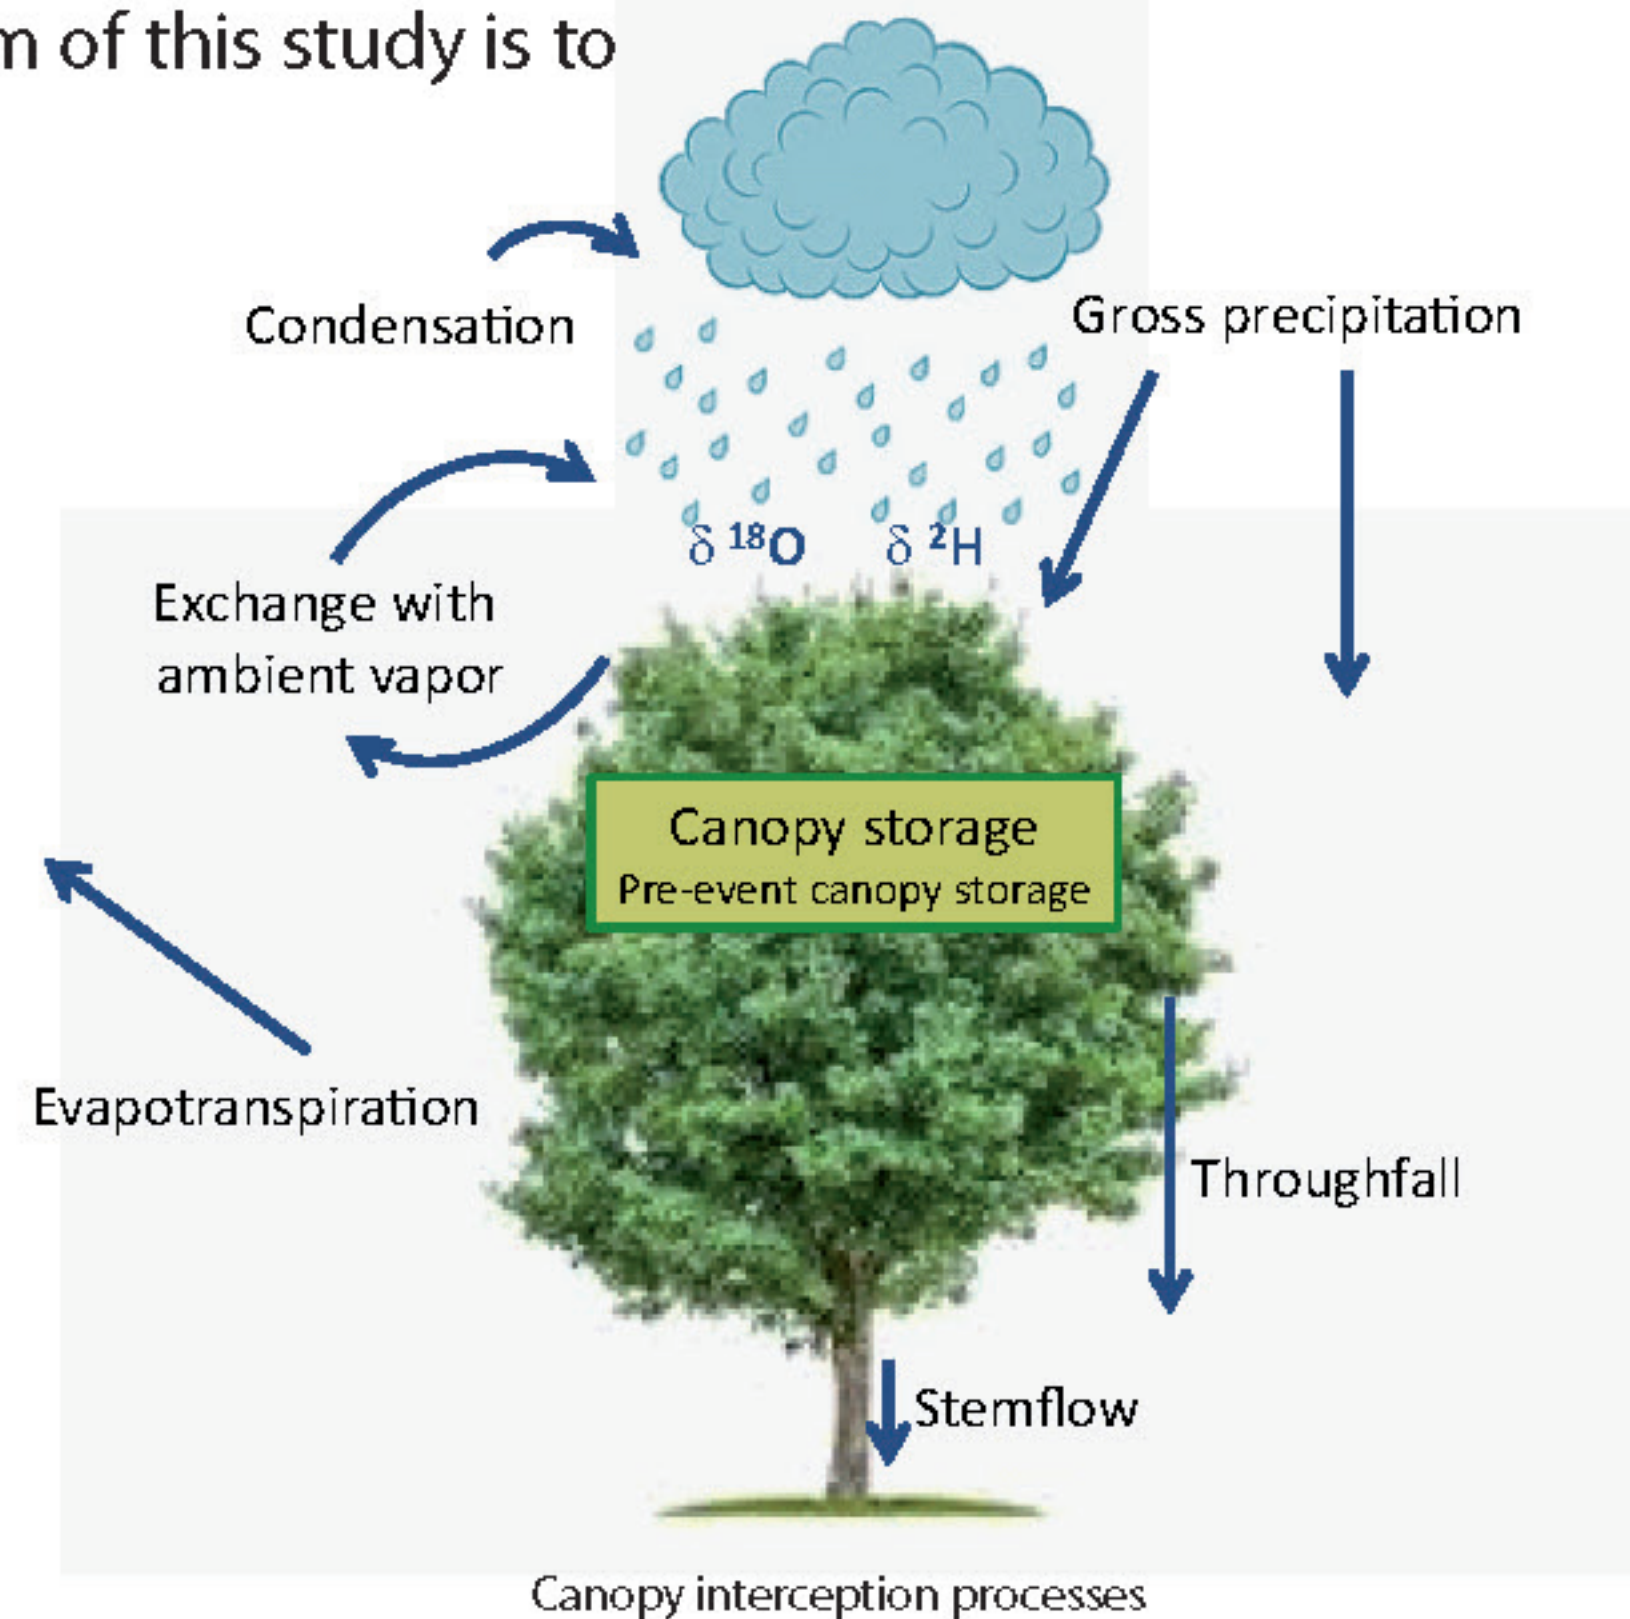 m of this study is to
Condensation
Gross precipitation
δ ¹⁸O δ ²H
Exchange with
ambient vapor
Canopy storage
Pre-event canopy storage
Evapotranspiration
Throughfall
Stemflow
Canopy interception processes